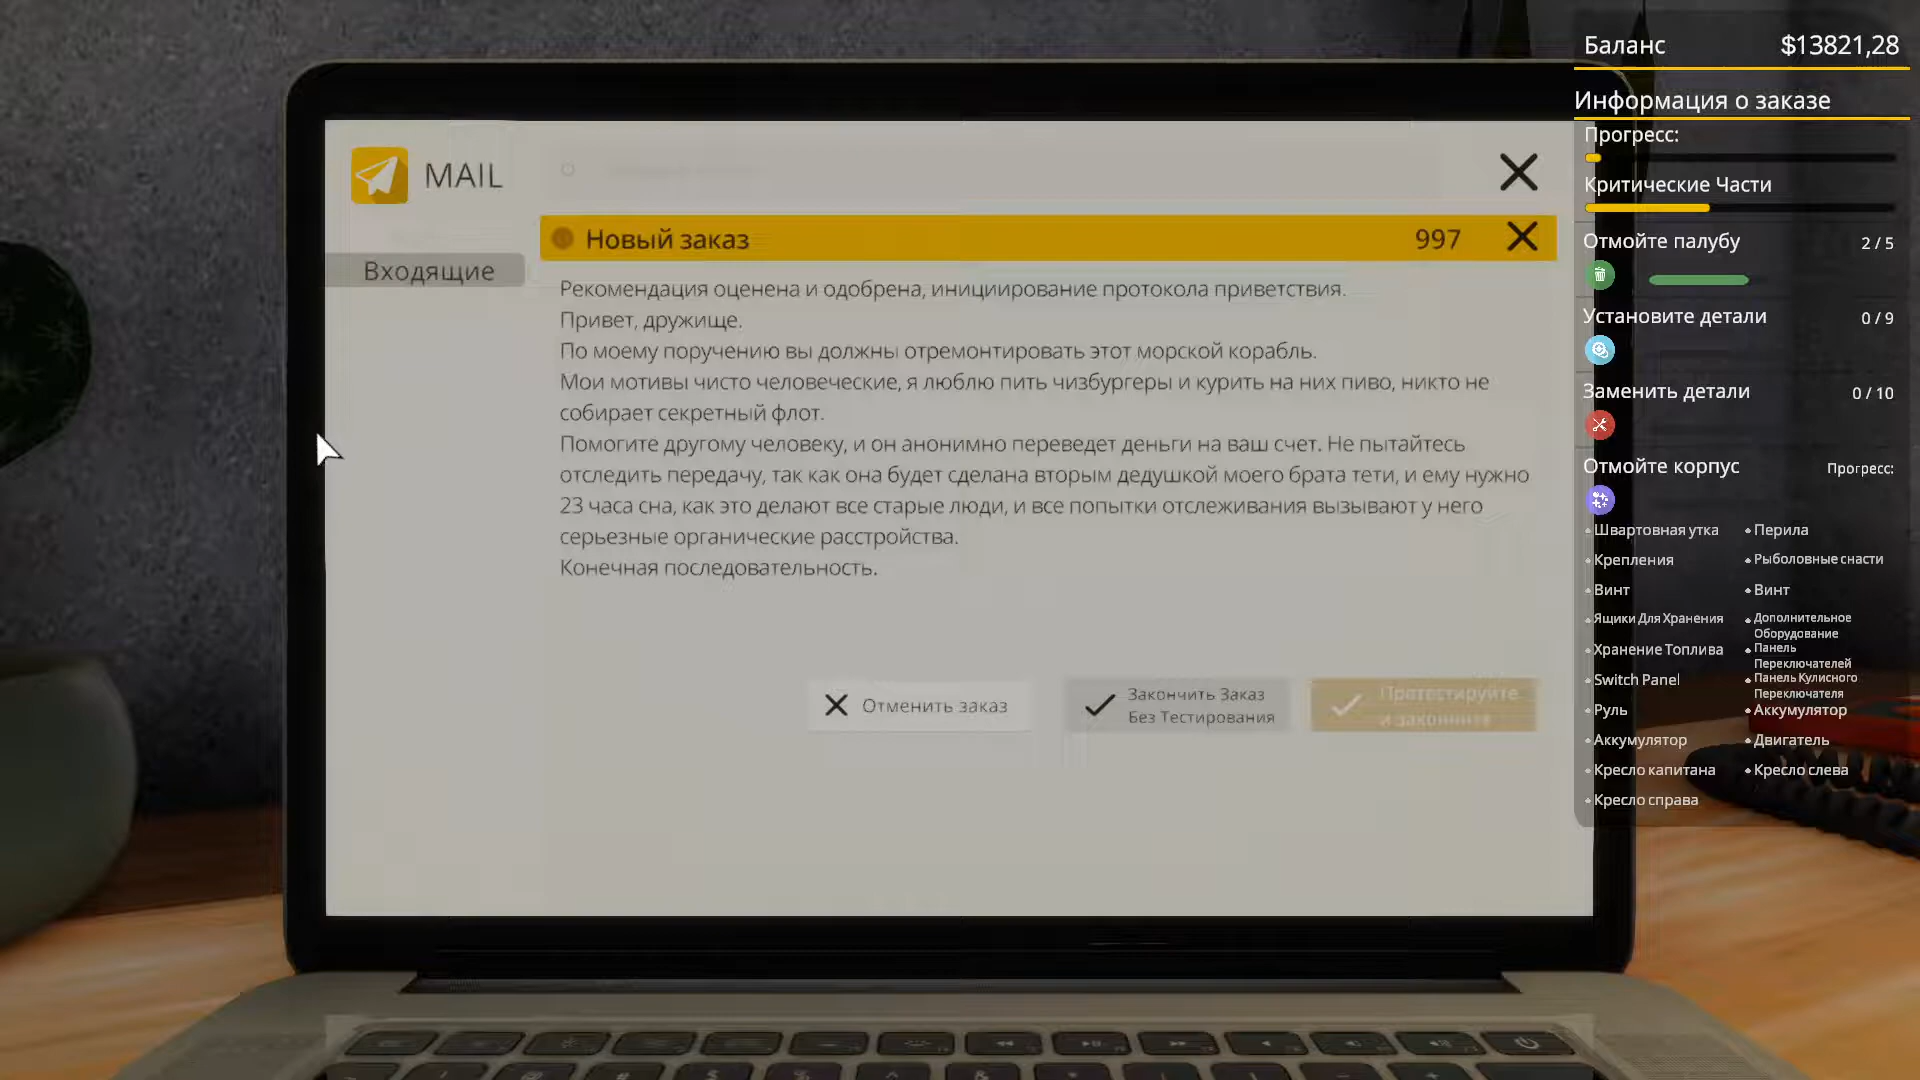 Баланс $13821,28
Информация о заказе
Прогресс:
Критические Части
Отмойте палубу 2 / 5
Установите детали 0 / 9
Заменить детали 0 / 10
Отмойте корпус Прогресс:
Швартовная утка
Перила
Крепления
Рыболовные снасти
Винт
Винт
Ящики Для Хранения
Дополнительное
Оборудование
Хранение Топлива
Панель
Переключателей
Switch Panel
Панель Кулисного
Переключателя
Руль
Аккумулятор
Аккумулятор
Двигатель
Кресло капитана
Кресло слева
Кресло справа
MAIL
Входящие
Новый заказ 997
Рекомендация оценена и одобрена, инициирование протокола приветствия.
Привет, дружище.
По моему поручению вы должны отремонтировать этот морской корабль.
Мои мотивы чисто человеческие, я люблю пить чизбургеры и курить на них пиво, никто не
собирает секретный флот.
Помогите другому человеку, и он анонимно переведет деньги на ваш счет. Не пытайтесь
отследить передачу, так как она будет сделана вторым дедушкой моего брата тети, и ему нужно
23 часа сна, как это делают все старые люди, и все попытки отслеживания вызывают у него
серьезные органические расстройства.
Конечная последовательность.
Отменить заказ
Закончить Заказ
Без Тестирования
Протестируйте
и закончите